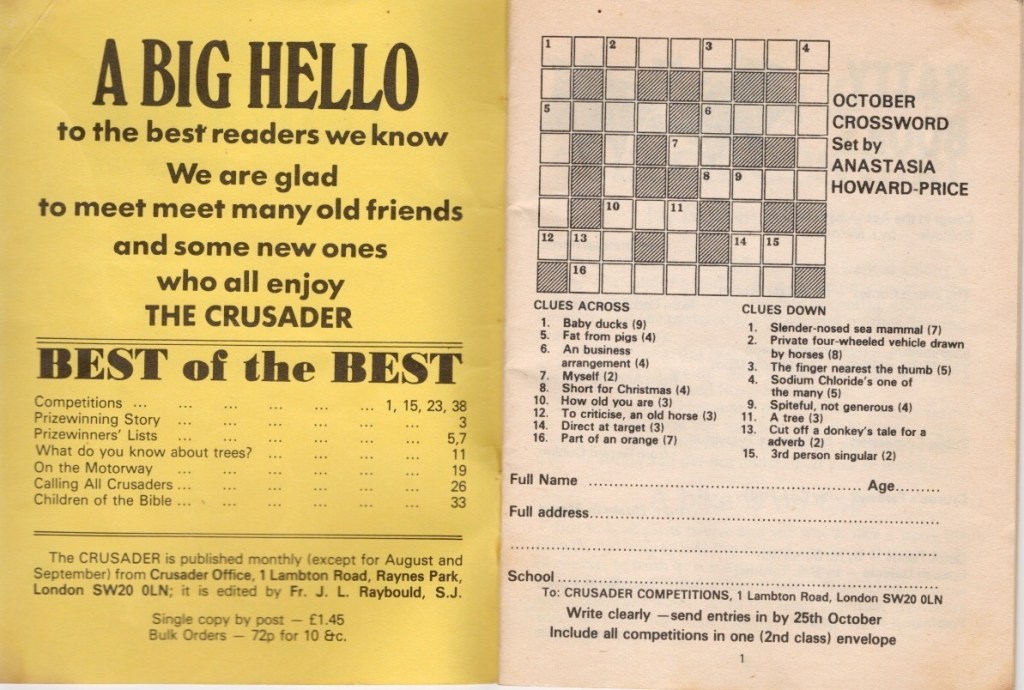 A BIG HELLO
to the best readers we know
We are glad
to meet meet many old friends
and some new ones
who all enjoy
THE CRUSADER
BEST of the BEST
Competitions ... ... ... ... ... ... 1, 15, 23, 38
Prizewinning Story ... ... ... ... ... 3
Prizewinners' Lists ... ... ... ... ... 5,7
What do you know about trees? ... ... ... ... 11
On the Motorway ... ... ... ... ... 19
Calling All Crusaders ... ... ... ... ... 26
Children of the Bible ... ... ... ... ... 33
The CRUSADER is published monthly (except for August and
September) from Crusader Office, 1 Lambton Road, Raynes Park,
London SW20 0LN; it is edited by Fr. J. L. Raybould, S.J.
Single copy by post — £1.45
Bulk Orders — 72p for 10 &c.
1 2 3 4
5 6
7
8 9
10 11
12 13 14 15
16
OCTOBER
CROSSWORD
Set by
ANASTASIA
HOWARD-PRICE
CLUES ACROSS
1. Baby ducks (9)
5. Fat from pigs (4)
6. An business
arrangement (4)
7. Myself (2)
8. Short for Christmas (4)
10. How old you are (3)
12. To criticise, an old horse (3)
14. Direct at target (3)
16. Part of an orange (7)
CLUES DOWN
1. Slender-nosed sea mammal (7)
2. Private four-wheeled vehicle drawn
by horses (8)
3. The finger nearest the thumb (5)
4. Sodium Chloride's one of
the many (5)
9. Spiteful, not generous (4)
11. A tree (3)
13. Cut off a donkey's tale for a
adverb (2)
15. 3rd person singular (2)
Full Name ........................ Age.........
Full address........................
........................
School........................
To: CRUSADER COMPETITIONS, 1 Lambton Road, London SW20 0LN
Write clearly —send entries in by 25th October
Include all competitions in one (2nd class) envelope
1